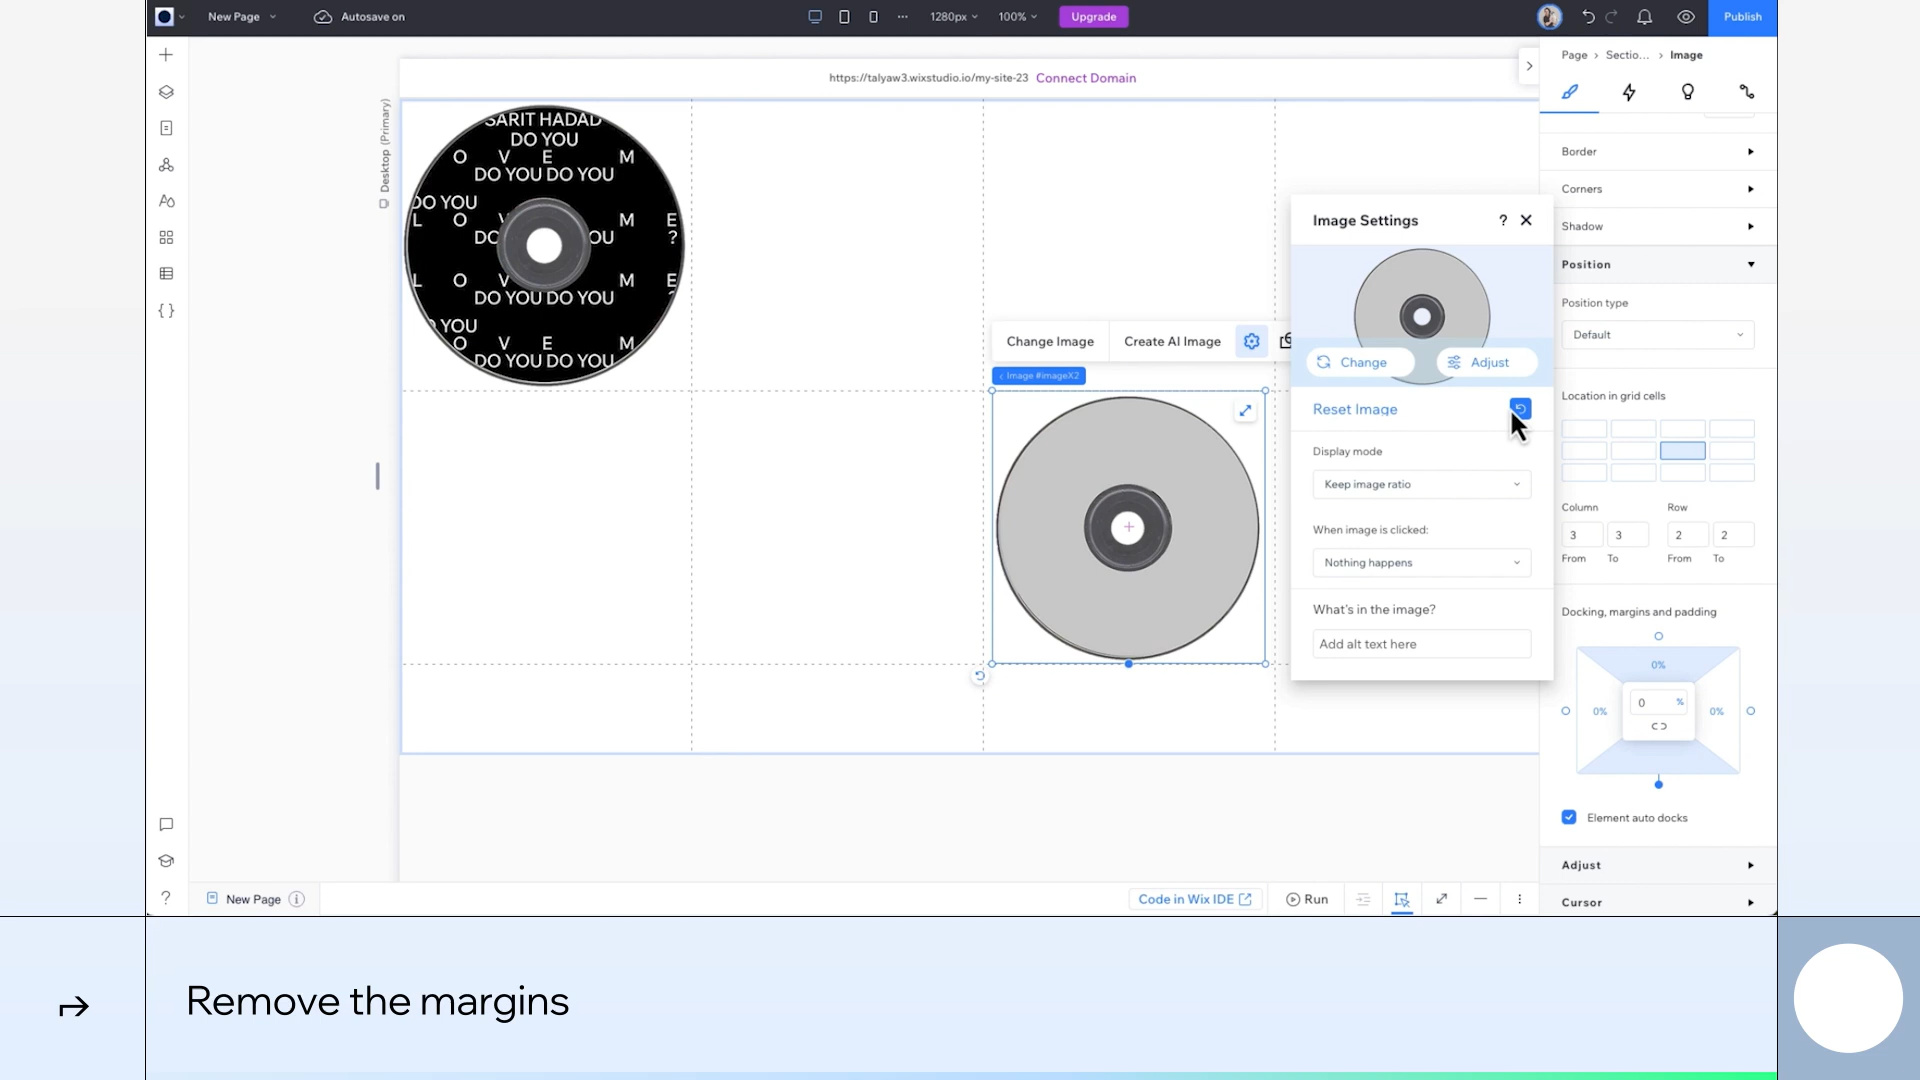 New Page
Autosave on
1280px
100%
Upgrade
Publish
https://talyaw3.wixstudio.io/my-site-23 Connect Domain
Page > Sectio... > Image
Desktop (Primary)
SARIT HADAD
DO YOU
O V E M
DO YOU DO YOU
DO YOU
L O V M E
DO OU ?
L O V M E
DO YOU DO YOU
YOU
O V E M
DO YOU DO YOU
Change Image
Create AI Image
Image #imageX2
Image Settings
?
Change
Adjust
Reset Image
Display mode
Keep image ratio
When image is clicked:
Nothing happens
What's in the image?
Add alt text here
Border
Corners
Shadow
Position
Position type
Default
Location in grid cells
Column
Row
3 3 2 2
From To From To
Docking, margins and padding
0%
0% 0 % 0%
Element auto docks
Adjust
Cursor
?
New Page
Code in Wix IDE
Run
Remove the margins